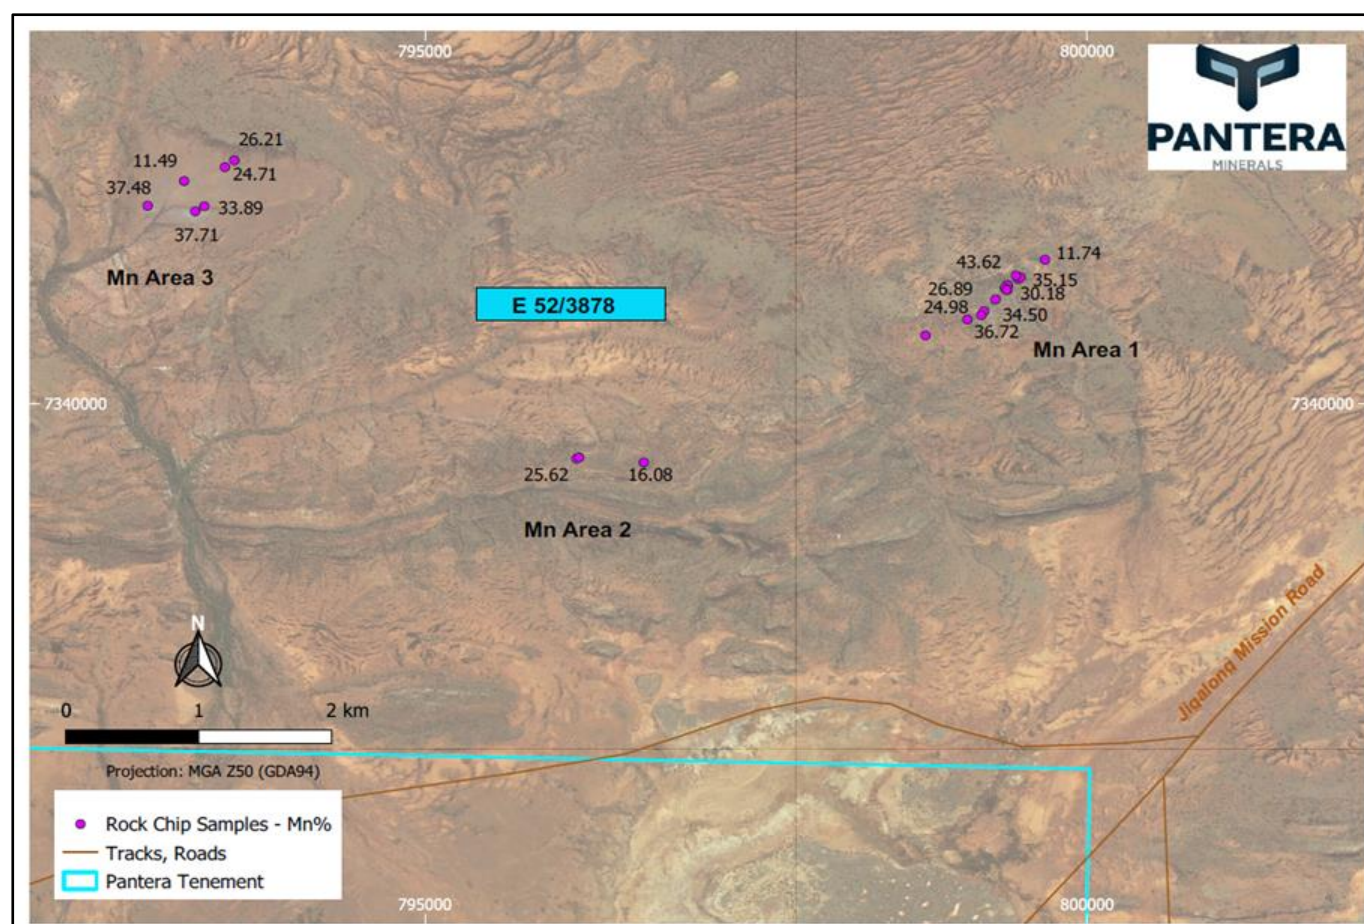 795000
800000
PANTERA
MINERALS
26.21
11.49
24.71
37.48
33.89
37.71
Mn Area 3
11.74
43.62
35.15
26.89
30.18
24.98
34.50
36.72
Mn Area 1
E 52/3878
7340000
7340000
25.62
16.08
Mn Area 2
Jigalong Mission Road
N
0 1 2 km
Projection: MGA Z50 (GDA94)
Rock Chip Samples - Mn%
Tracks, Roads
Pantera Tenement
795000
800000